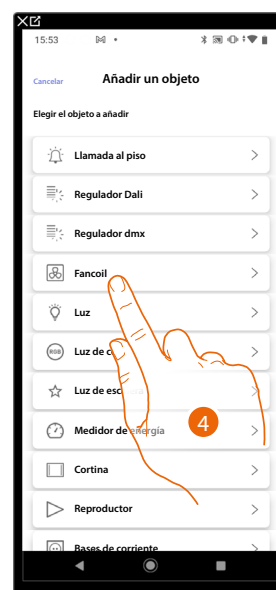 15:53
Cancelar Añadir un objeto
Elegir el objeto a añadir
Llamada al piso
Regulador Dali
Regulador dmx
Fancoil
Luz
RGB Luz de c
Luz de esc
Medidor de energía
4
Cortina
Reproductor
Bases de corriente